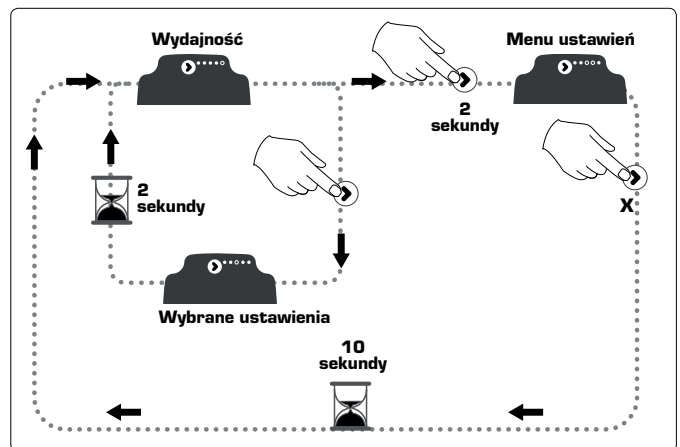 Wydajność
Menu ustawień
2
sekundy
2
sekundy
X
Wybrane ustawienia
10
sekundy